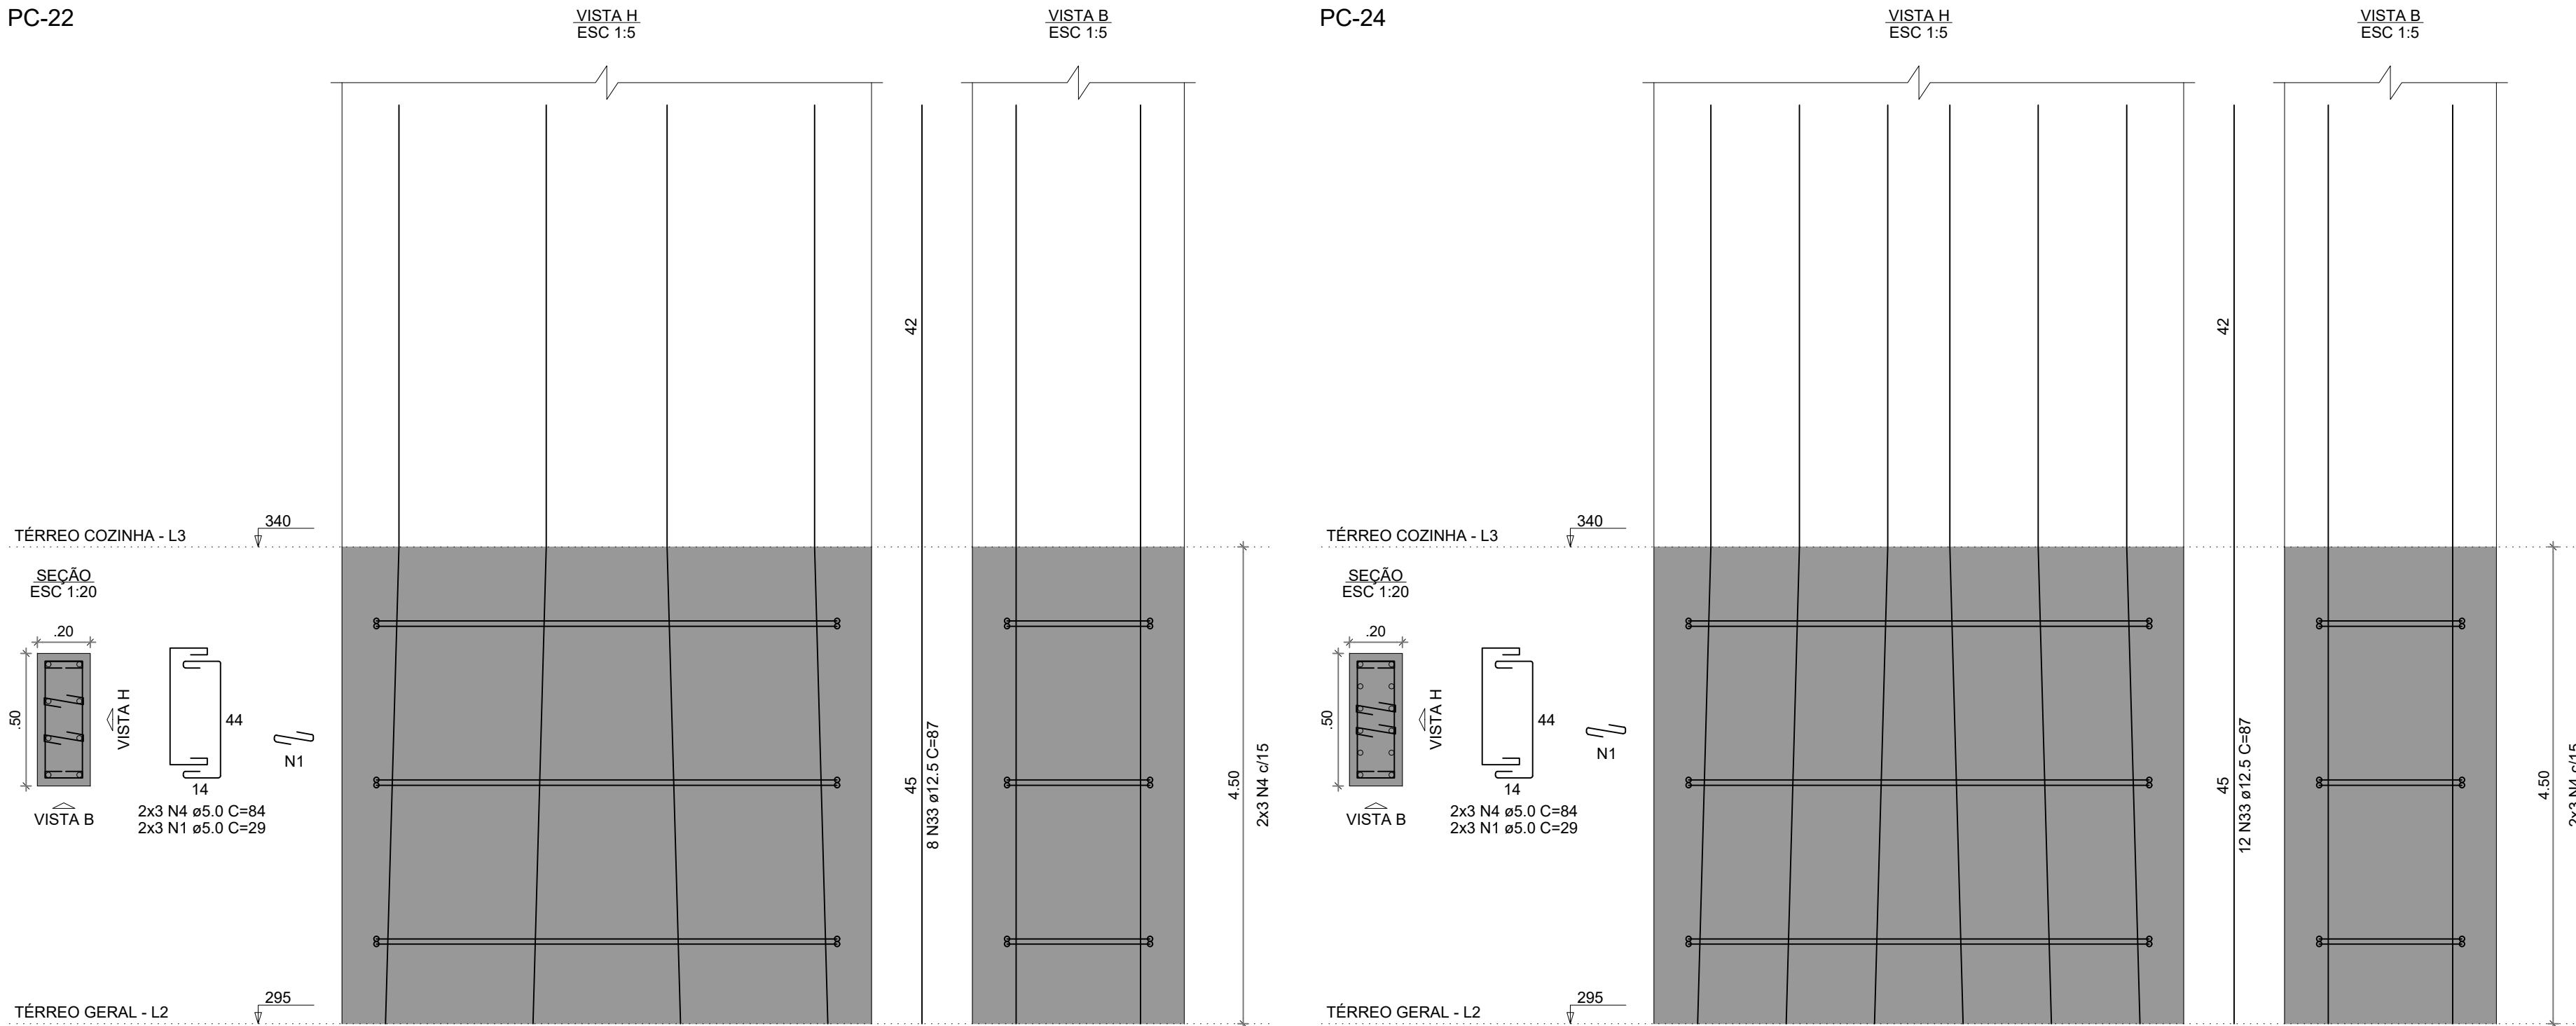 PC-22
VISTA H
ESC 1:5
VISTA B
ESC 1:5
42
TÉRREO COZINHA - L3
340
SEÇÃO
ESC 1:20
.20
.50
VISTA H
VISTA B
44
14
N1
2x3 N4 ø5.0 C=84
2x3 N1 ø5.0 C=29
45
8 N33 ø12.5 C=87
4.50
2x3 N4 c/15
TÉRREO GERAL - L2
295
PC-24
VISTA H
ESC 1:5
VISTA B
ESC 1:5
42
TÉRREO COZINHA - L3
340
SEÇÃO
ESC 1:20
.20
.50
VISTA H
VISTA B
44
14
N1
2x3 N4 ø5.0 C=84
2x3 N1 ø5.0 C=29
45
12 N33 ø12.5 C=87
4.50
2x3 N4 c/15
TÉRREO GERAL - L2
295